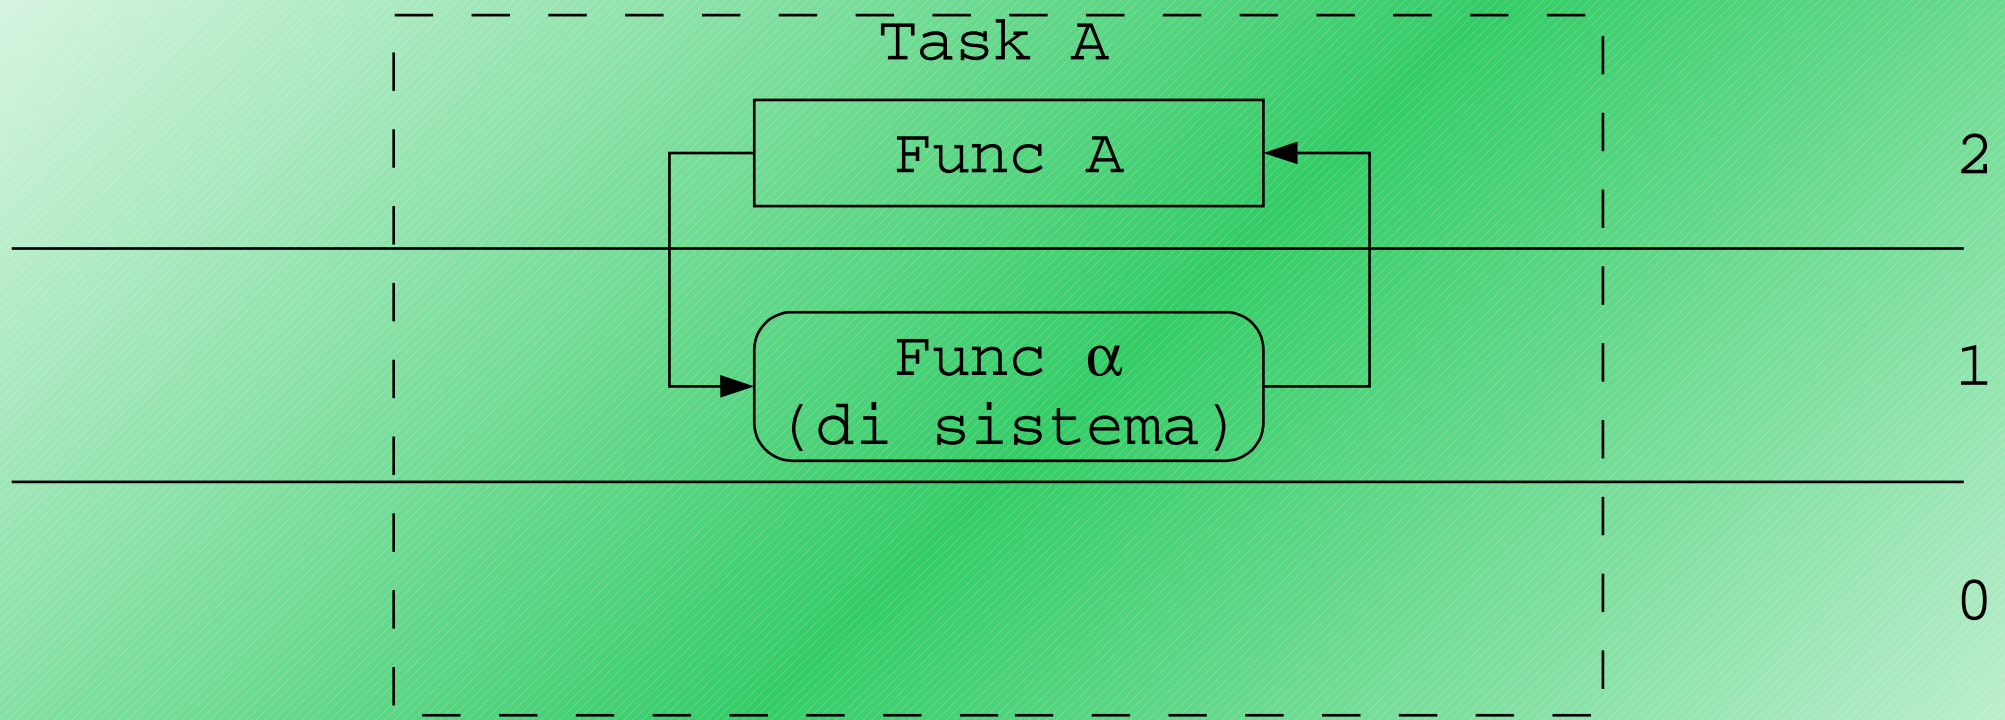 Task A
Func A
2
Func α
(di sistema)
1
0